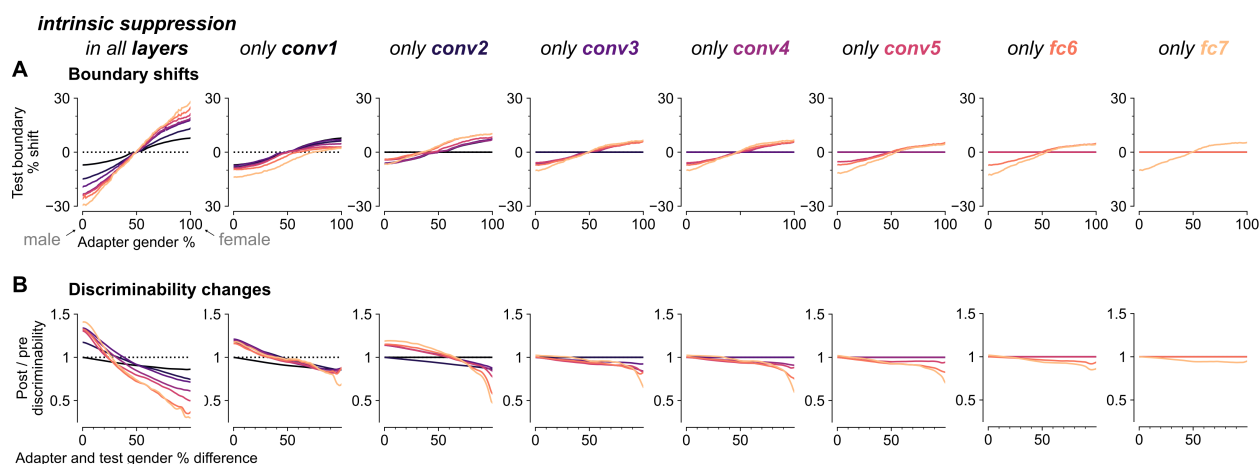 intrinsic suppression
in all layers only conv1 only conv2 only conv3 only conv4 only conv5 only fc6 only fc7
A Boundary shifts
Test boundary
% shift
30 30 30 30 30 30 30 30
0 0 0 0 0 0 0 0
−30 −30 −30 −30 −30 −30 −30 −30
0 50 100 0 50 100 0 50 100 0 50 100 0 100 0 50 100 0 50 100 0 50 100
male Adapter gender % female
B Discriminability changes
Post / pre
discriminability
1.5 1.5 1.5 1.5 1.5 1.5 1.5 1.5
1 1 1 1 1 1 1 1
0.5 0.5 0.5 0.5 0.5 0.5 0.5 0.5
0 50 0 50 0 50 0 50 0 50 0 50 0 50 0 50
Adapter and test gender % difference